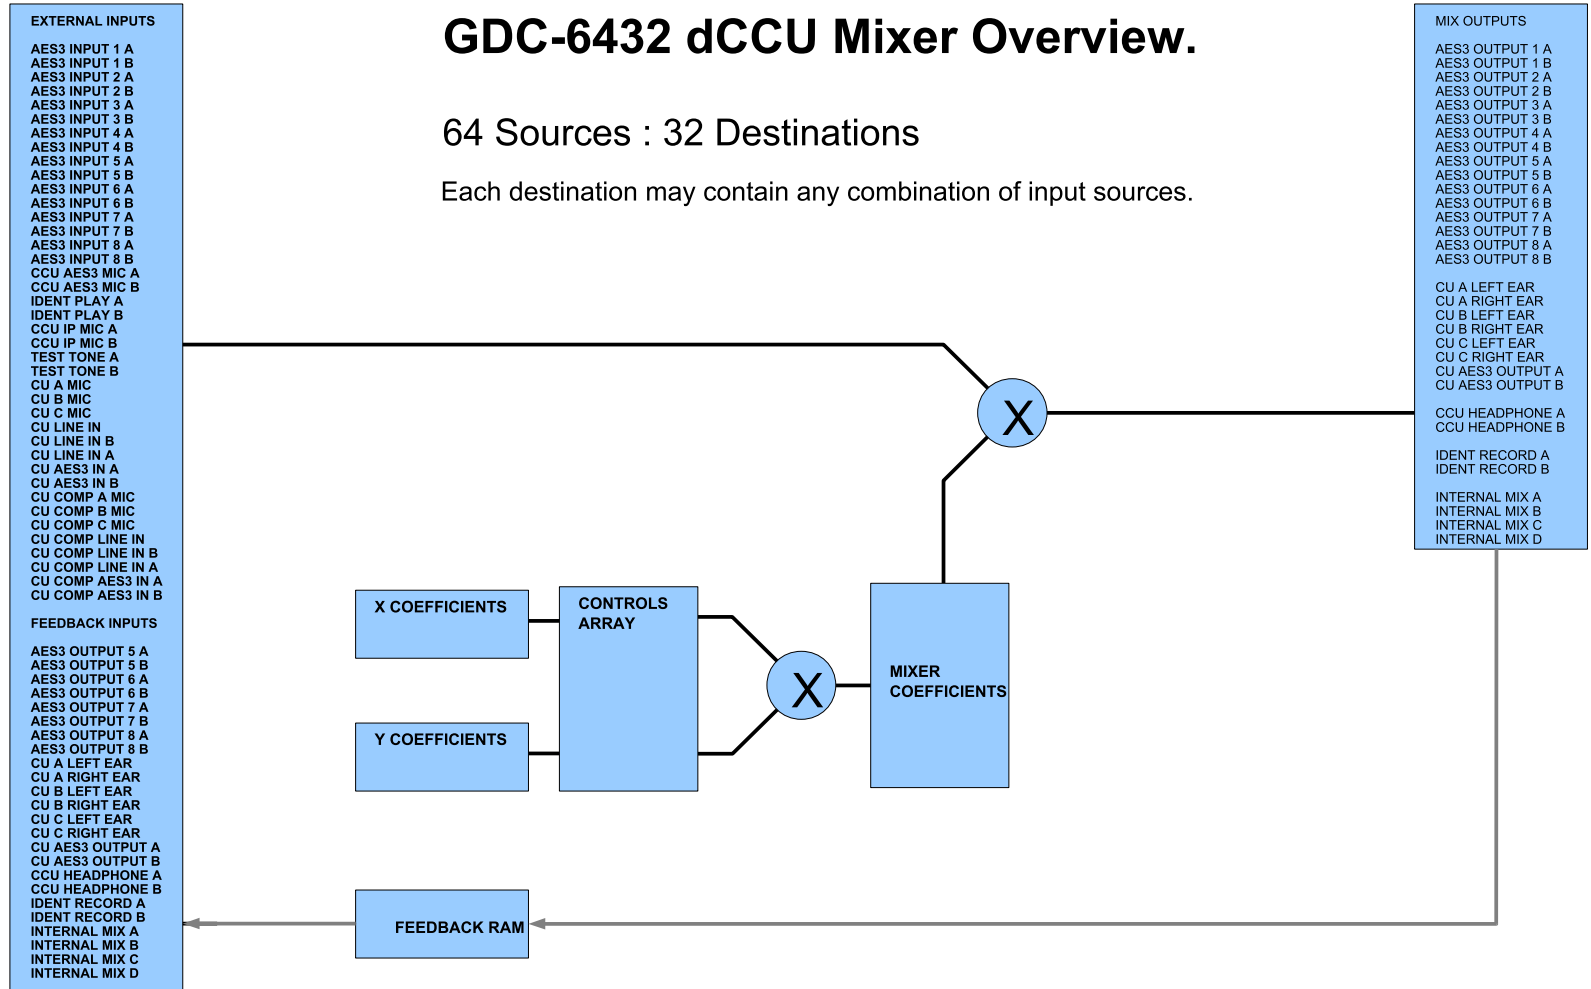 GDC-6432 dCCU Mixer Overview.
64 Sources : 32 Destinations
Each destination may contain any combination of input sources.
EXTERNAL INPUTS
AES3 INPUT 1 A
AES3 INPUT 1 B
AES3 INPUT 2 A
AES3 INPUT 2 B
AES3 INPUT 3 A
AES3 INPUT 3 B
AES3 INPUT 4 A
AES3 INPUT 4 B
AES3 INPUT 5 A
AES3 INPUT 5 B
AES3 INPUT 6 A
AES3 INPUT 6 B
AES3 INPUT 7 A
AES3 INPUT 7 B
AES3 INPUT 8 A
AES3 INPUT 8 B
CCU AES3 MIC A
CCU AES3 MIC B
IDENT PLAY A
IDENT PLAY B
CCU IP MIC A
CCU IP MIC B
TEST TONE A
TEST TONE B
CU A MIC
CU B MIC
CU C MIC
CU LINE IN
CU LINE IN B
CU LINE IN A
CU AES3 IN A
CU AES3 IN B
CU COMP A MIC
CU COMP B MIC
CU COMP C MIC
CU COMP LINE IN
CU COMP LINE IN B
CU COMP LINE IN A
CU COMP AES3 IN A
CU COMP AES3 IN B
FEEDBACK INPUTS
AES3 OUTPUT 5 A
AES3 OUTPUT 5 B
AES3 OUTPUT 6 A
AES3 OUTPUT 6 B
AES3 OUTPUT 7 A
AES3 OUTPUT 7 B
AES3 OUTPUT 8 A
AES3 OUTPUT 8 B
CU A LEFT EAR
CU A RIGHT EAR
CU B LEFT EAR
CU B RIGHT EAR
CU C LEFT EAR
CU C RIGHT EAR
CU AES3 OUTPUT A
CU AES3 OUTPUT B
CCU HEADPHONE A
CCU HEADPHONE B
IDENT RECORD A
IDENT RECORD B
INTERNAL MIX A
INTERNAL MIX B
INTERNAL MIX C
INTERNAL MIX D
X COEFFICIENTS
Y COEFFICIENTS
CONTROLS
ARRAY
X
MIXER
COEFFICIENTS
X
FEEDBACK RAM
MIX OUTPUTS
AES3 OUTPUT 1 A
AES3 OUTPUT 1 B
AES3 OUTPUT 2 A
AES3 OUTPUT 2 B
AES3 OUTPUT 3 A
AES3 OUTPUT 3 B
AES3 OUTPUT 4 A
AES3 OUTPUT 4 B
AES3 OUTPUT 5 A
AES3 OUTPUT 5 B
AES3 OUTPUT 6 A
AES3 OUTPUT 6 B
AES3 OUTPUT 7 A
AES3 OUTPUT 7 B
AES3 OUTPUT 8 A
AES3 OUTPUT 8 B
CU A LEFT EAR
CU A RIGHT EAR
CU B LEFT EAR
CU B RIGHT EAR
CU C LEFT EAR
CU C RIGHT EAR
CU AES3 OUTPUT A
CU AES3 OUTPUT B
CCU HEADPHONE A
CCU HEADPHONE B
IDENT RECORD A
IDENT RECORD B
INTERNAL MIX A
INTERNAL MIX B
INTERNAL MIX C
INTERNAL MIX D